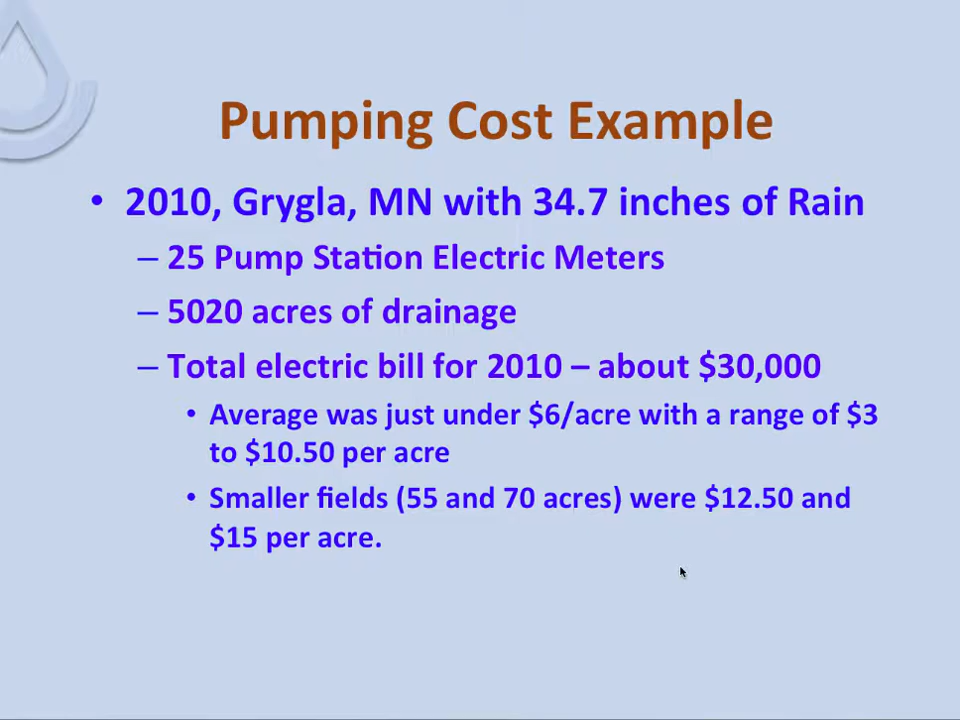 Pumping Cost Example
• 2010, Grygla, MN with 34.7 inches of Rain
– 25 Pump Station Electric Meters
– 5020 acres of drainage
– Total electric bill for 2010 – about $30,000
• Average was just under $6/acre with a range of $3
to $10.50 per acre
• Smaller fields (55 and 70 acres) were $12.50 and
$15 per acre.